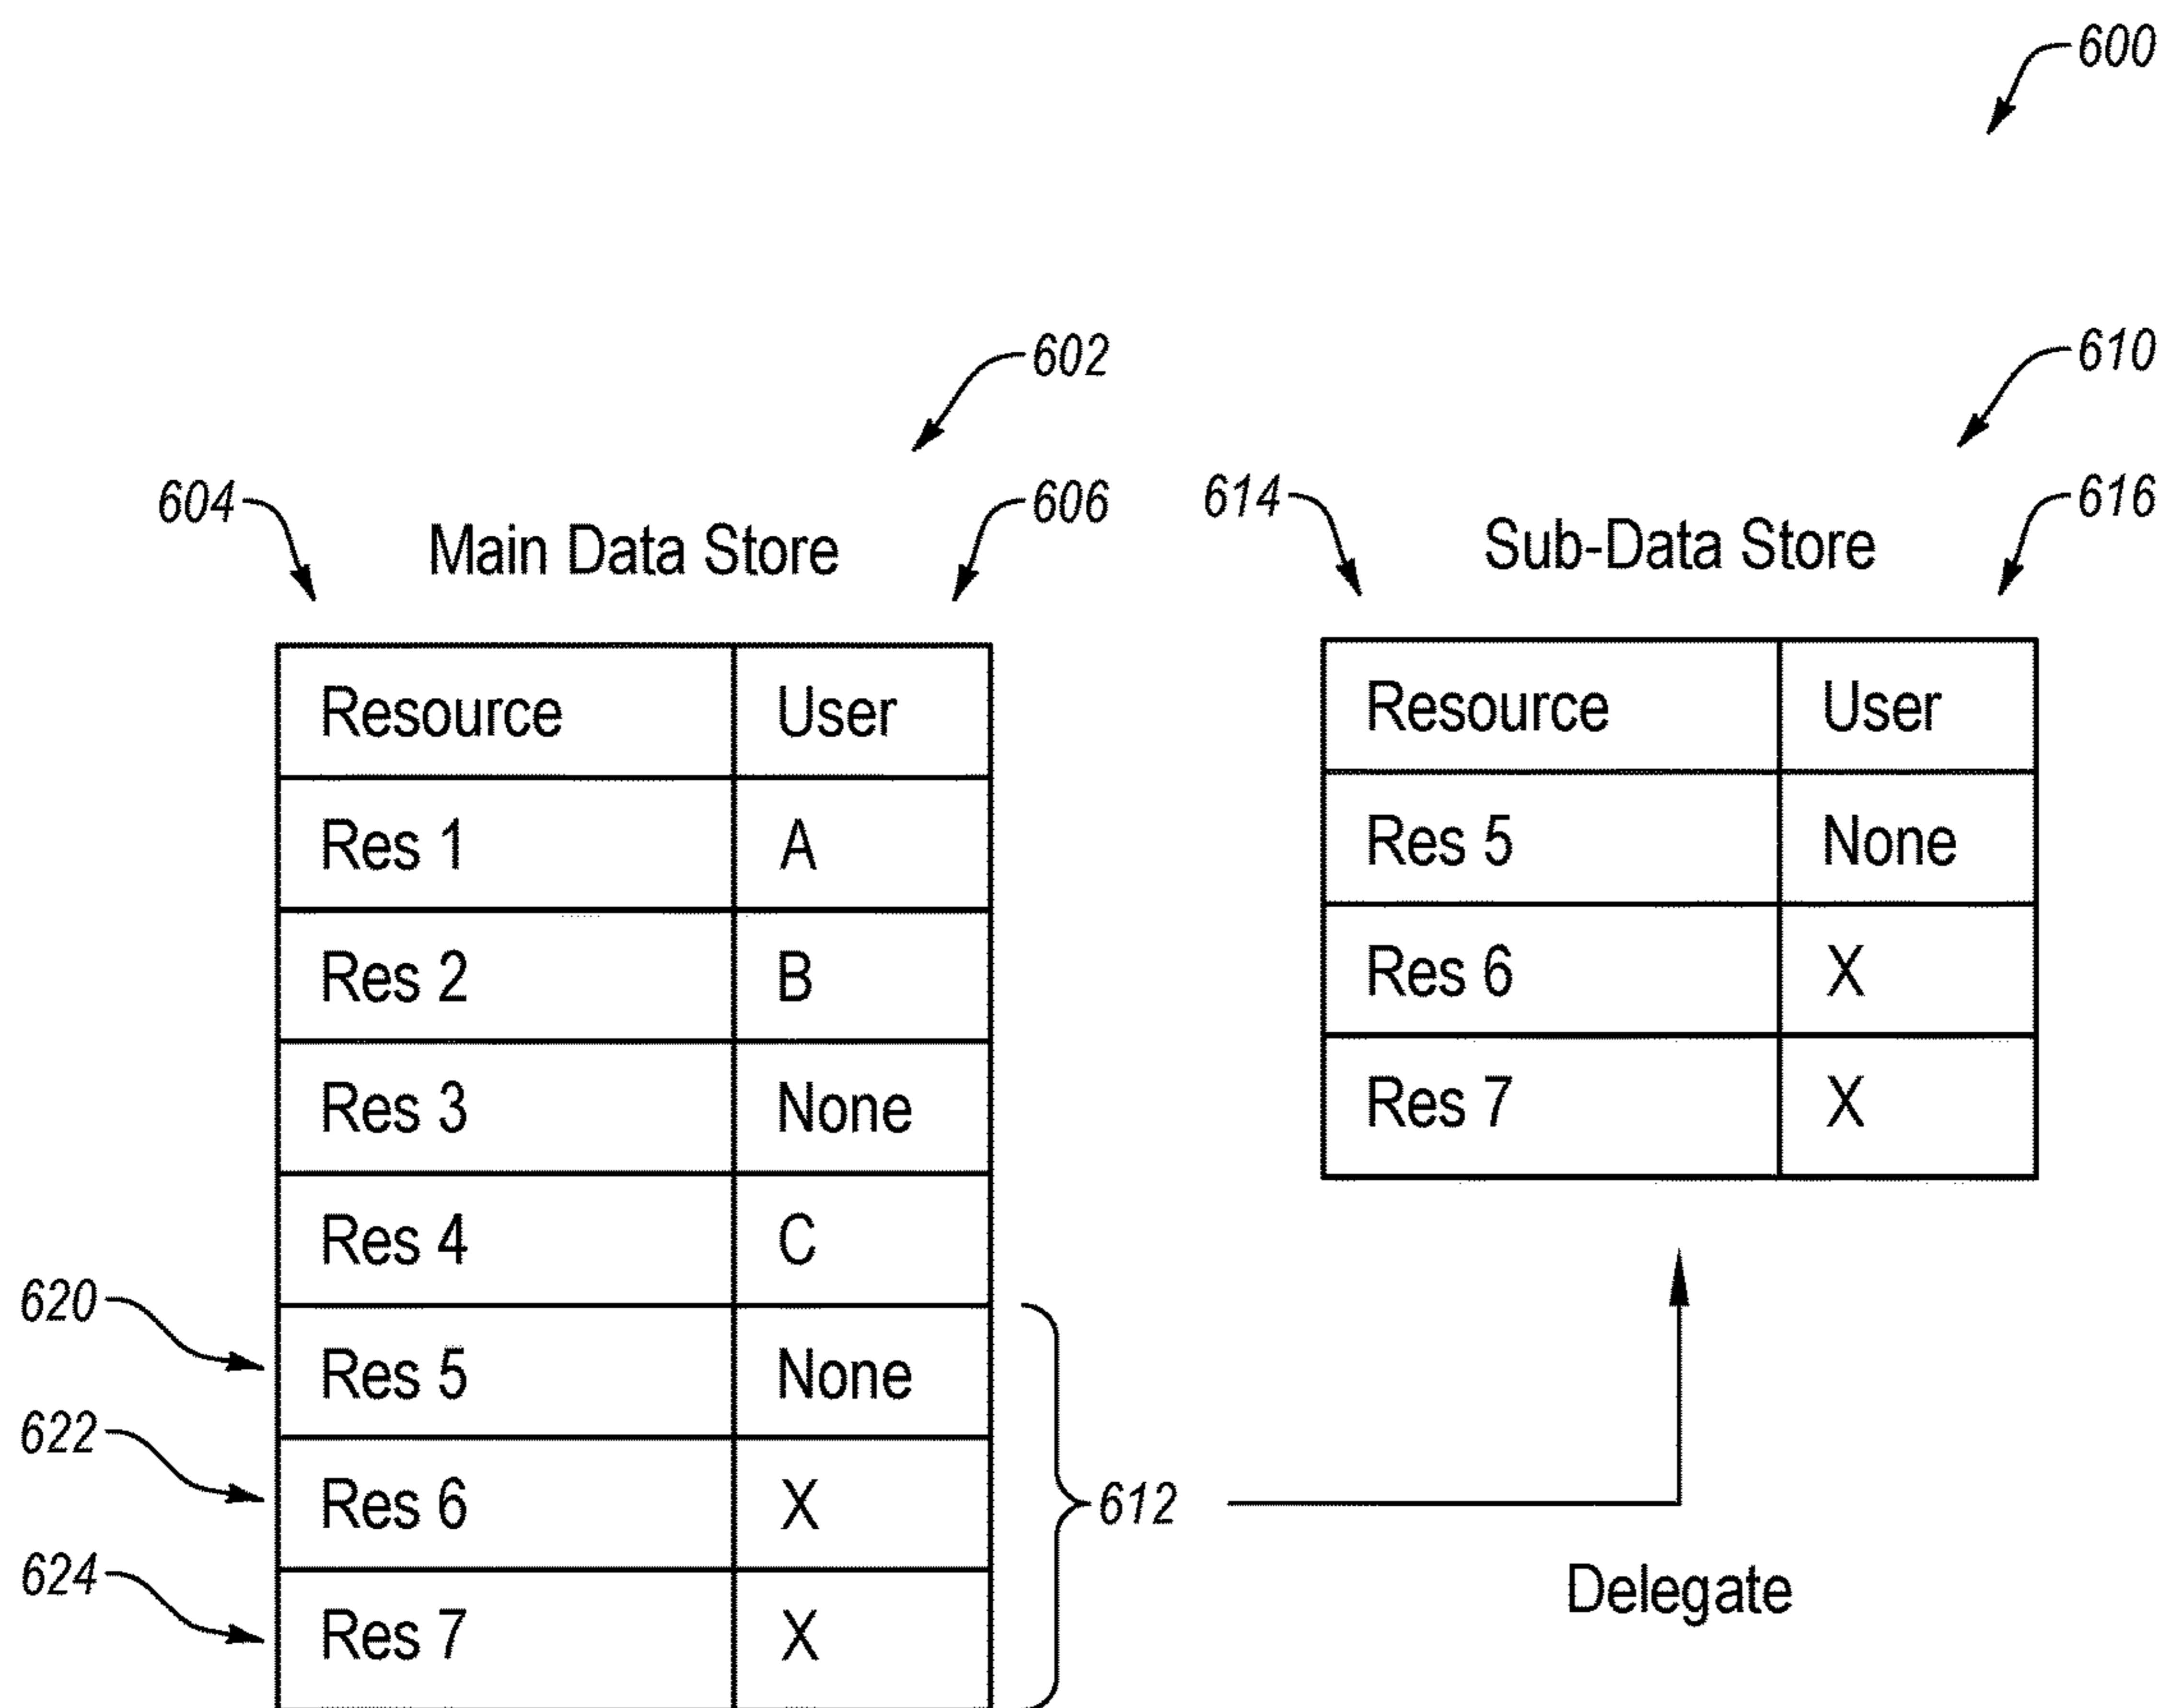 600
602
610
604
606
614
616
Main Data Store
Sub-Data Store
Resource User
Res 1 A
Res 2 B
Res 3 None
Res 4 C
620 Res 5 None
622 Res 6 X
624 Res 7 X
612
Resource User
Res 5 None
Res 6 X
Res 7 X
Delegate